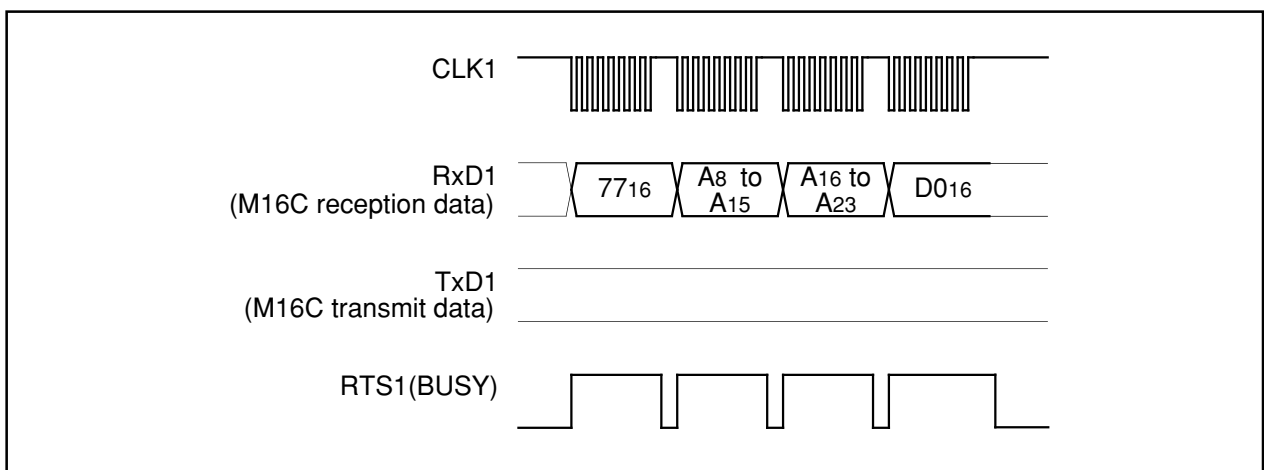 CLK1
RxD1
(M16C reception data)
7716
A8 to
A15
A16 to
A23
D016
TxD1
(M16C transmit data)
RTS1(BUSY)